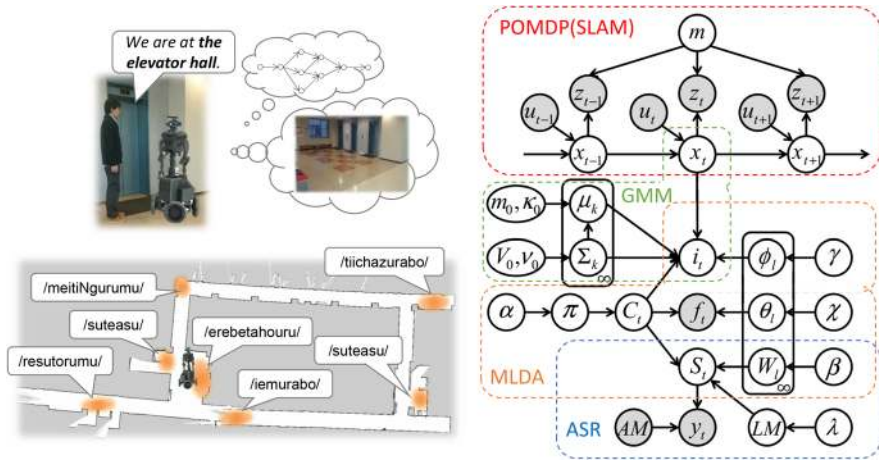 We are at the
elevator hall.
/tiichazurabo/
/meitiNgurumu/
/suteasu/
/erebetahouru/
/suteasu/
/resutorumu/
/iemurabo/
POMDP(SLAM)
m
z_{t-1} z_t z_{t+1}
u_{t-1} u_t u_{t+1}
x_{t-1} x_t x_{t+1}
GMM
m_0, κ_0 μ_k
V_0, ν_0 Σ_k i_t ϕ_l γ
∞
α π C_t f_t θ_l χ
MLDA S_t W_l β
∞
ASR AM y_t LM λ